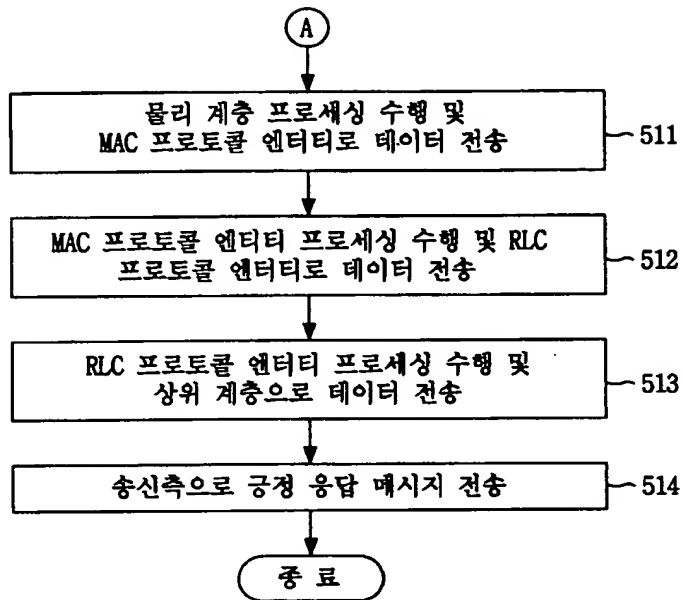 A
물리 계층 프로세싱 수행 및
MAC 프로토콜 엔터티로 데이터 전송
511
MAC 프로토콜 엔터티 프로세싱 수행 및 RLC
프로토콜 엔터티로 데이터 전송
512
RLC 프로토콜 엔터티 프로세싱 수행 및
상위 계층으로 데이터 전송
513
송신측으로 긍정 응답 메시지 전송
514
종 료